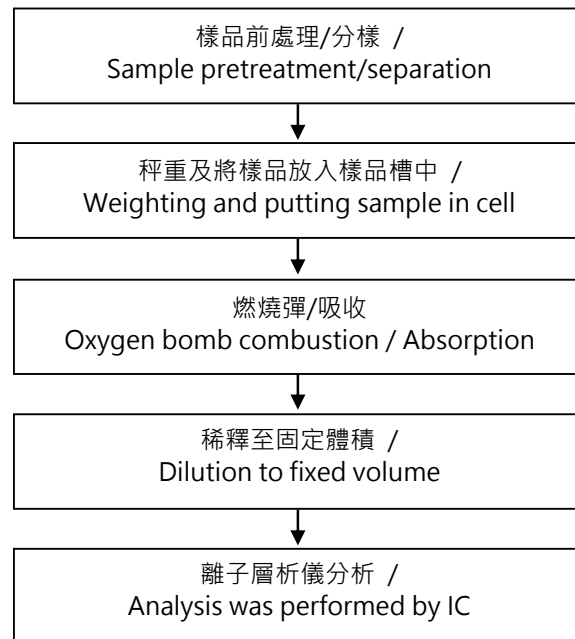 樣品前處理/分樣 /
Sample pretreatment/separation
秤重及將樣品放入樣品槽中 /
Weighting and putting sample in cell
燃燒彈/吸收
Oxygen bomb combustion / Absorption
稀釋至固定體積 /
Dilution to fixed volume
離子層析儀分析 /
Analysis was performed by IC